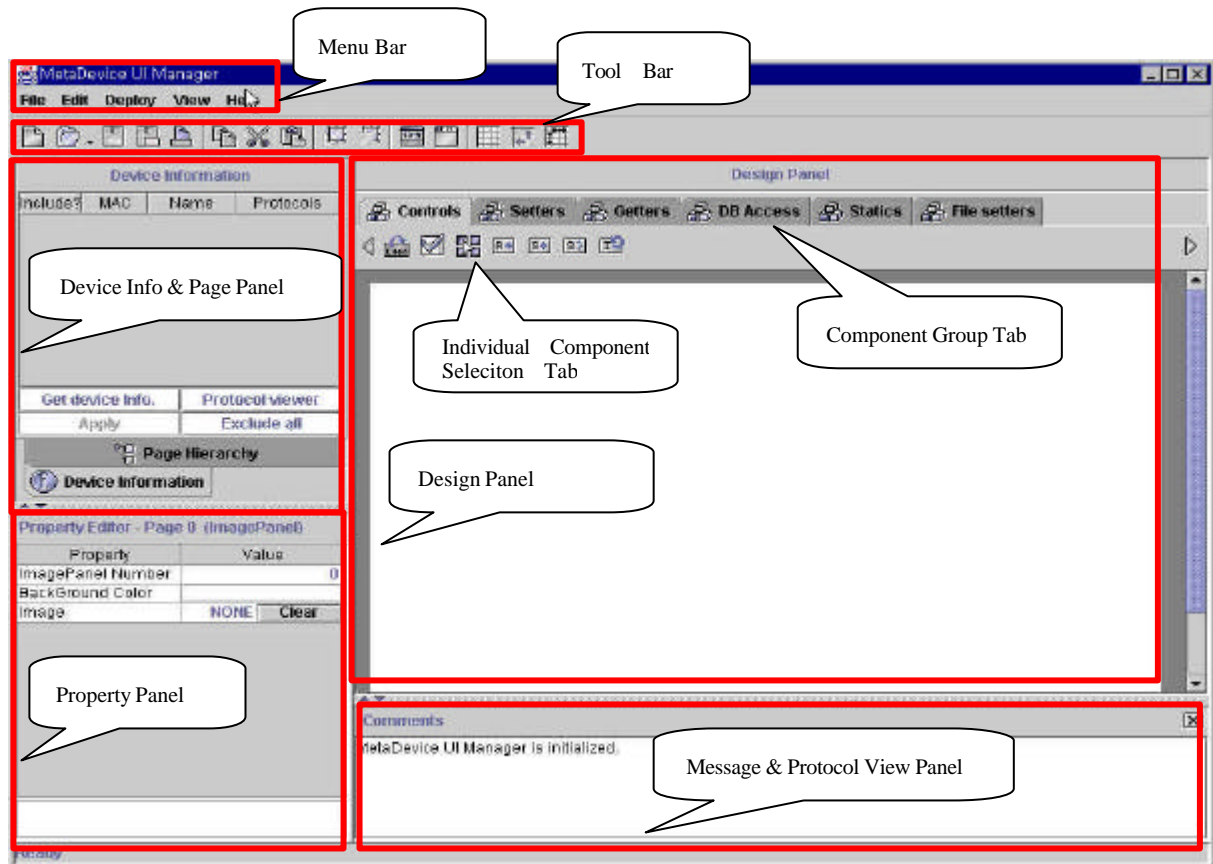 Menu Bar
Tool Bar
MetaDevice UI Manager
File Edit Deploy View Help
Device Information
Include? MAC Name Protocols
Device Info & Page Panel
Get device Info. Protocol viewer
Apply Exclude all
Page Hierarchy
Device Information
Property Editor - Page 0 (ImagePanel)
Property Value
ImagePanel Number 0
BackGround Color
Image NONE Clear
Property Panel
Design Panel
Controls Setters Getters DB Access Statics File setters
Individual Component
Seleciton Tab
Component Group Tab
Design Panel
Comments
MetaDevice UI Manager is initialized.
Message & Protocol View Panel
Ready